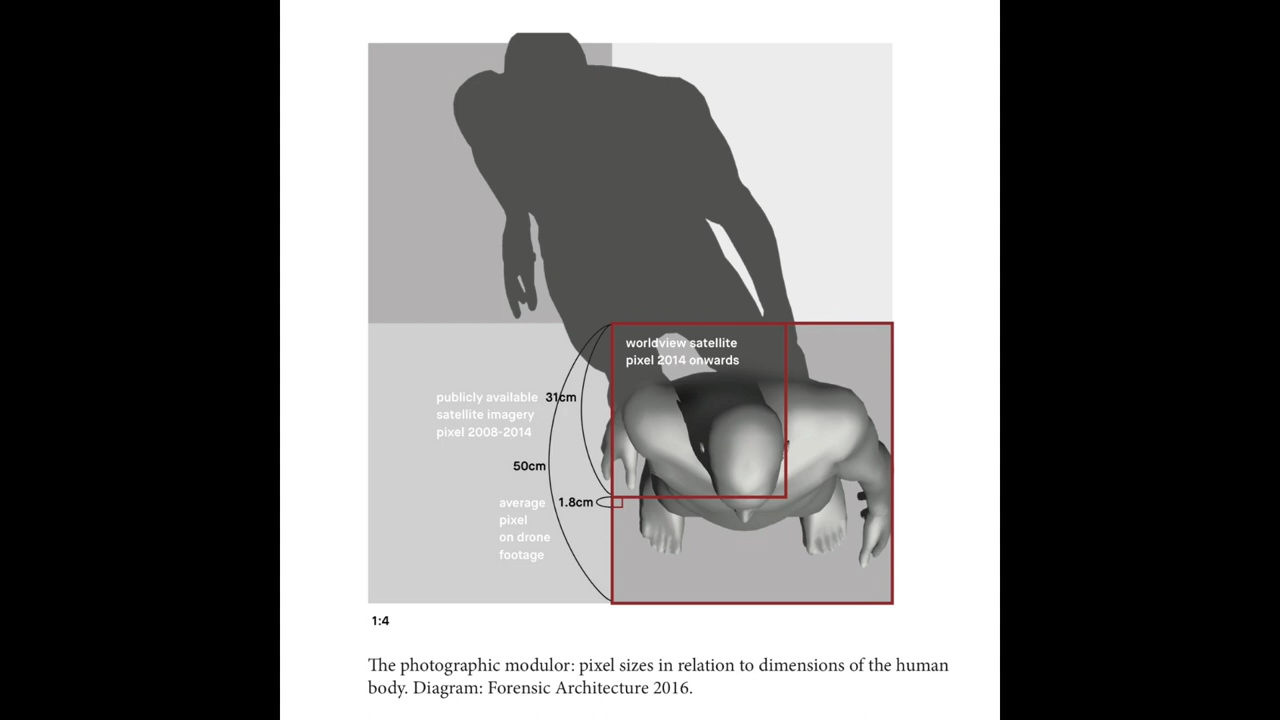 worldview satellite
pixel 2014 onwards
publicly available
satellite imagery
pixel 2008-2014
31cm
50cm
average
pixel
on drone
footage
1.8cm
1:4
The photographic modulor: pixel sizes in relation to dimensions of the human
body. Diagram: Forensic Architecture 2016.